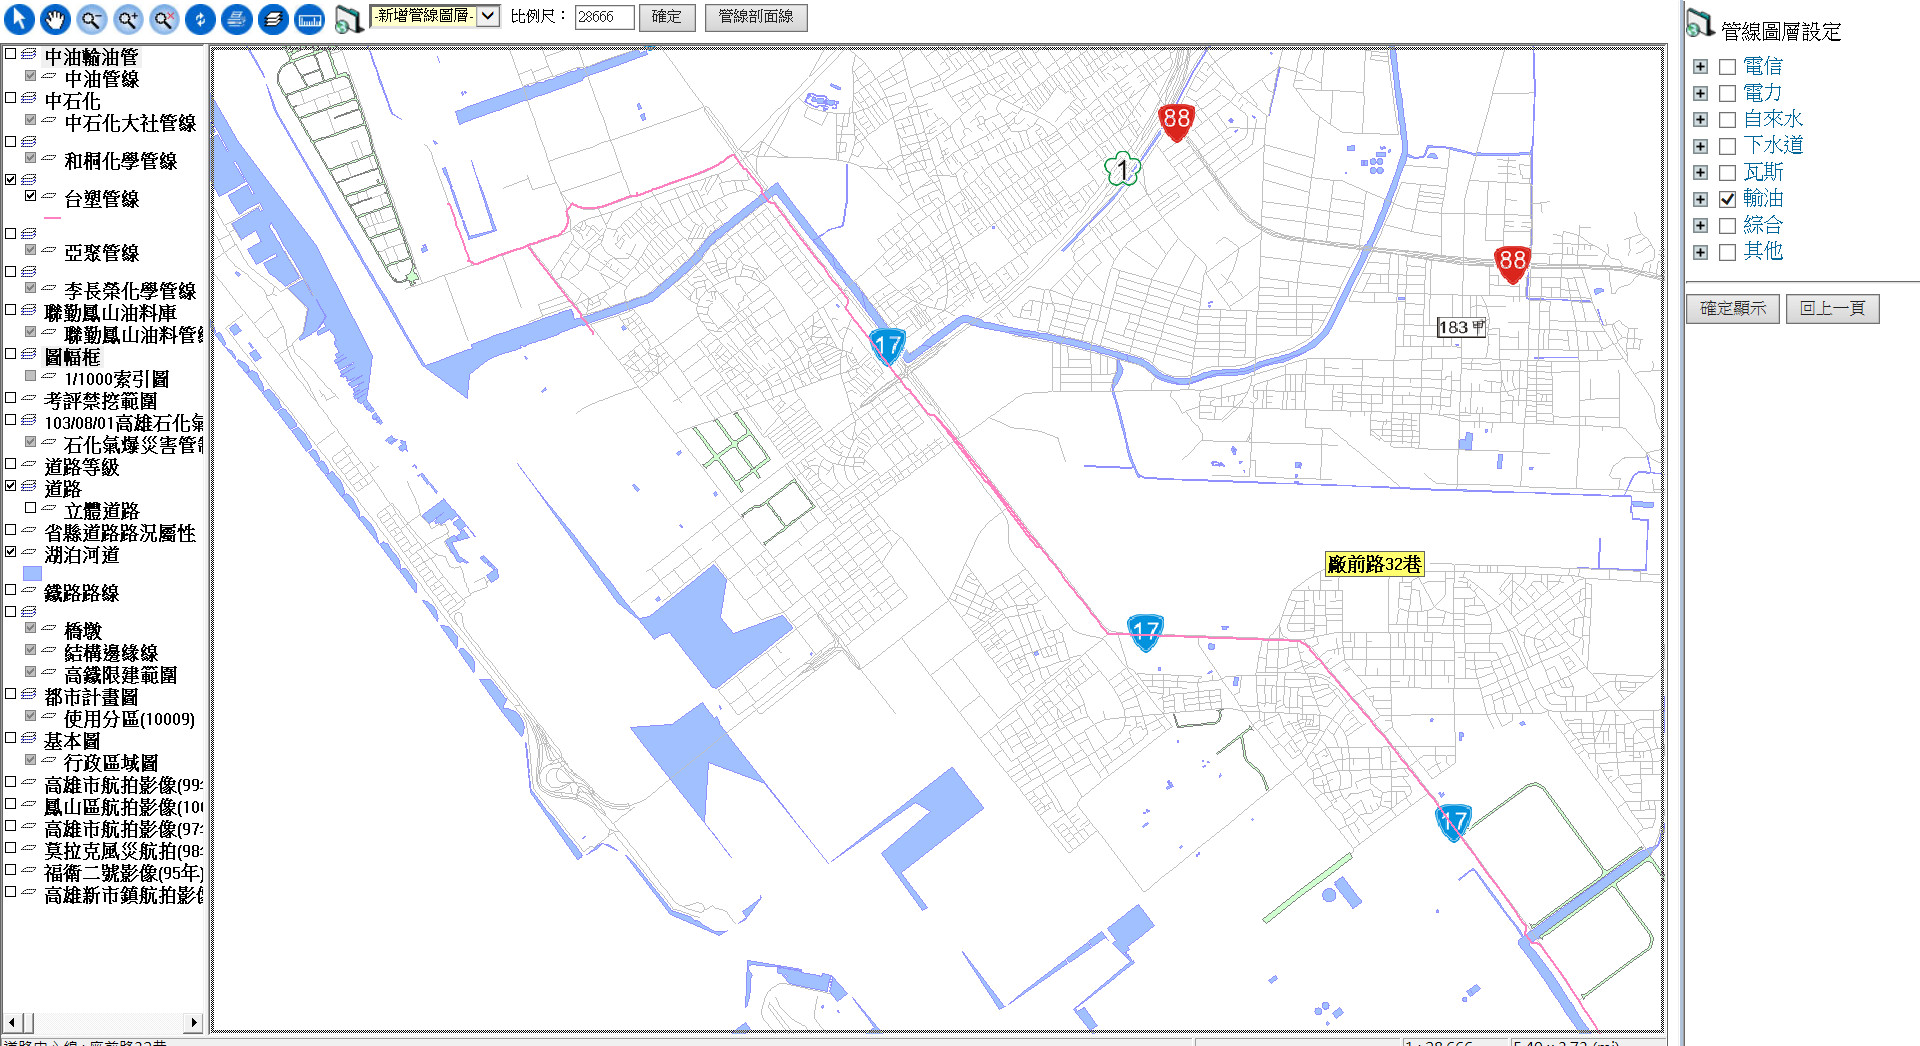 -新增管線圖層-
比例尺：
28666
確定
管線剖面線
中油輸油管
中油管線
中石化
中石化大社管線
和桐化學管線
台塑管線
亞聚管線
李長榮化學管線
聯勤鳳山油料庫
聯勤鳳山油料管
圖幅框
1/1000索引圖
考評禁挖範圍
103/08/01高雄石化氣
石化氣爆災害管
道路等級
道路
立體道路
省縣道路路況屬性
湖泊河道
鐵路路線
橋墩
結構邊緣線
高鐵限建範圍
都市計畫圖
使用分區(10009)
基本圖
行政區域圖
高雄市航拍影像(99
鳳山區航拍影像(10
高雄市航拍影像(97
莫拉克風災航拍(98
福衛二號影像(95年)
高雄新市鎮航拍影像
88
1
88
183甲
17
廠前路32巷
17
17
管線圖層設定
電信
電力
自來水
下水道
瓦斯
輸油
綜合
其他
確定顯示
回上一頁